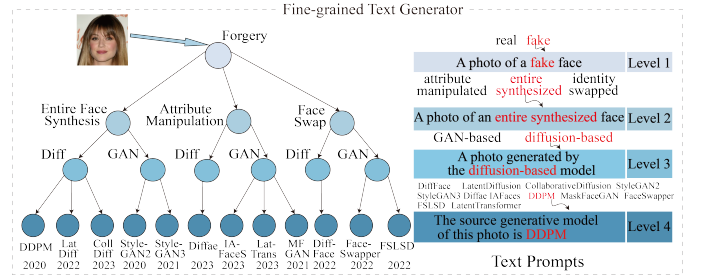 Fine-grained Text Generator
Forgery
Entire Face
Synthesis
Attribute
Manipulation
Face
Swap
Diff
GAN
Diff
GAN
Diff
GAN
DDPM
2020
Lat
Diff
2022
Coll
Diff
2023
Style-
GAN2
2020
Style-
GAN3
2021
Diffae
2023
IA-
FaceS
2023
Lat-
Trans
2023
MF
GAN
2021
Diff-
Face
2022
Face-
Swapper
2022
FSLSD
2022
real fake
A photo of a fake face
Level 1
attribute
manipulated
entire
synthesized
identity
swapped
A photo of an entire synthesized face
Level 2
GAN-based diffusion-based
A photo generated by
the diffusion-based model
Level 3
DiffFace LatentDiffusion CollaborativeDiffusion StyleGAN2
StyleGAN3 Diffae IAFaces DDPM MaskFaceGAN FaceSwapper
FSLSD LatentTransformer
The source generative model
of this photo is DDPM
Level 4
Text Prompts